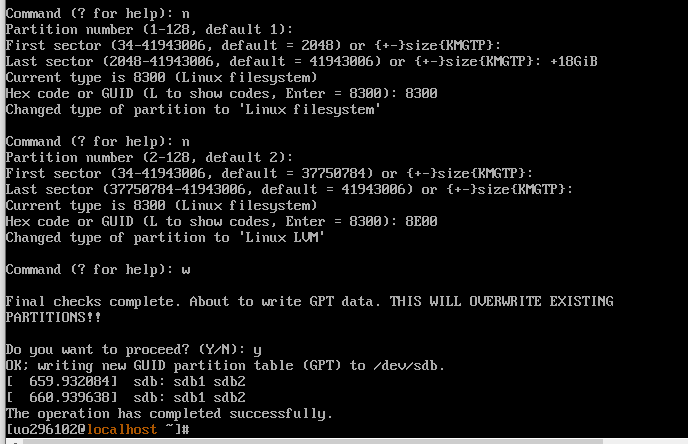 Command (? for help): n
Partition number (1-128, default 1):
First sector (34-41943006, default = 2048) or {+-}size{KMGTP}:
Last sector (2048-41943006, default = 41943006) or {+-}size{KMGTP}: +18GiB
Current type is 8300 (Linux filesystem)
Hex code or GUID (L to show codes, Enter = 8300): 8300
Changed type of partition to 'Linux filesystem'
Command (? for help): n
Partition number (2-128, default 2):
First sector (34-41943006, default = 37750784) or {+-}size{KMGTP}:
Last sector (37750784-41943006, default = 41943006) or {+-}size{KMGTP}:
Current type is 8300 (Linux filesystem)
Hex code or GUID (L to show codes, Enter = 8300): 8E00
Changed type of partition to 'Linux LVM'
Command (? for help): w
Final checks complete. About to write GPT data. THIS WILL OVERWRITE EXISTING
PARTITIONS!!
Do you want to proceed? (Y/N): y
OK; writing new GUID partition table (GPT) to /dev/sdb.
[  659.932084]  sdb: sdb1 sdb2
[  660.939638]  sdb: sdb1 sdb2
The operation has completed successfully.
[uo296102@localhost ~]#